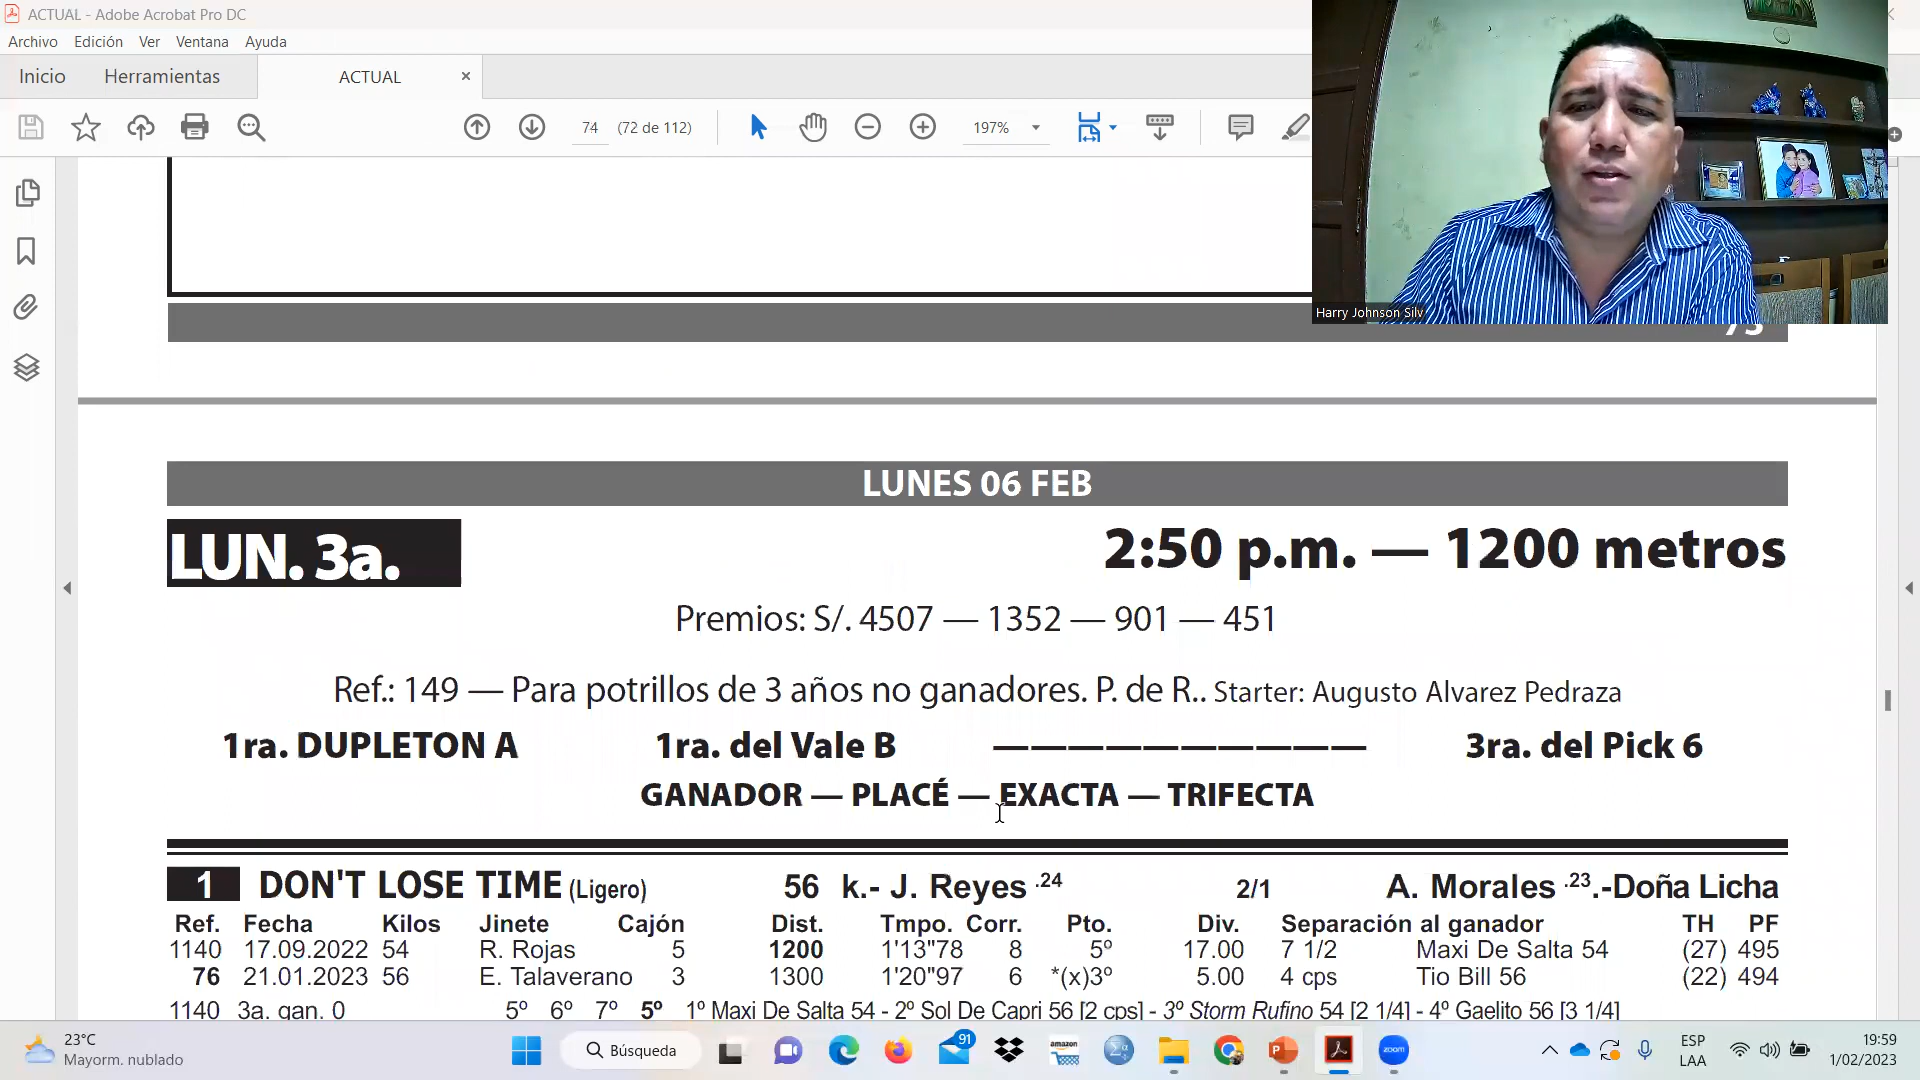 ACTUAL - Adobe Acrobat Pro DC
Archivo Edición Ver Ventana Ayuda
Inicio Herramientas ACTUAL ×
74 (72 de 112) 197%
Harry Johnson Silv
LUNES 06 FEB
LUN. 3a. 2:50 p.m. — 1200 metros
Premios: S/. 4507 — 1352 — 901 — 451
Ref.: 149 — Para potrillos de 3 años no ganadores. P. de R.. Starter: Augusto Alvarez Pedraza
1ra. DUPLETON A 1ra. del Vale B —————————— 3ra. del Pick 6
GANADOR — PLACÉ — EXACTA — TRIFECTA
1 DON'T LOSE TIME (Ligero) 56 k.- J. Reyes .24 2/1 A. Morales .23.-Doña Licha
Ref. Fecha Kilos Jinete Cajón Dist. Tmpo. Corr. Pto. Div. Separación al ganador TH PF
1140 17.09.2022 54 R. Rojas 5 1200 1'13"78 8 5º 17.00 7 1/2 Maxi De Salta 54 (27) 495
76 21.01.2023 56 E. Talaverano 3 1300 1'20"97 6 *(x)3º 5.00 4 cps Tio Bill 56 (22) 494
1140 3a. gan. 0 5º 6º 7º 5º 1º Maxi De Salta 54 - 2º Sol De Capri 56 [2 cps] - 3º Storm Rufino 54 [2 1/4] - 4º Gaelito 56 [3 1/4]
23°C
Mayorm. nublado
Búsqueda
91
amazon
zoom
ESP
LAA
19:59
1/02/2023